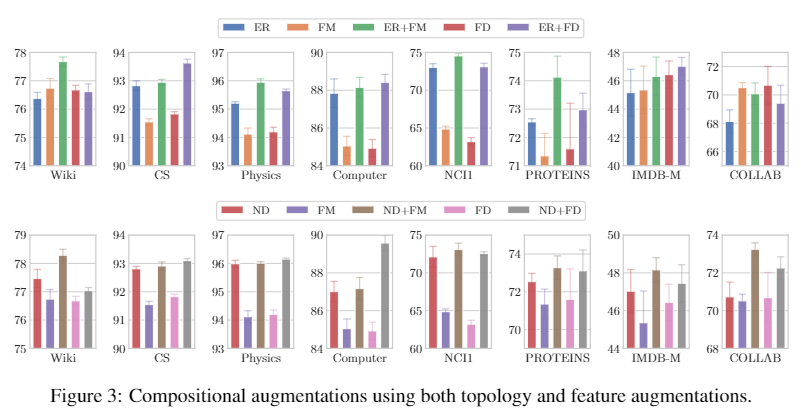 ER FM ER+FM FD ER+FD
78 77 76 75 74 Wiki
94 93 92 91 90 CS
97 96 95 94 93 Physics
90 88 86 84 Computer
75 70 65 60 NCI1
75 74 73 72 71 PROTEINS
48 46 44 42 40 IMDB-M
70 68 66 72 COLLAB
ND FM ND+FM FD ND+FD
79 78 77 76 75 Wiki
94 93 92 91 90 CS
97 96 95 94 93 Physics
90 88 86 84 Computer
75 70 65 60 NCI1
74 72 70 PROTEINS
50 48 46 44 IMDB-M
74 72 70 68 COLLAB
Figure 3: Compositional augmentations using both topology and feature augmentations.